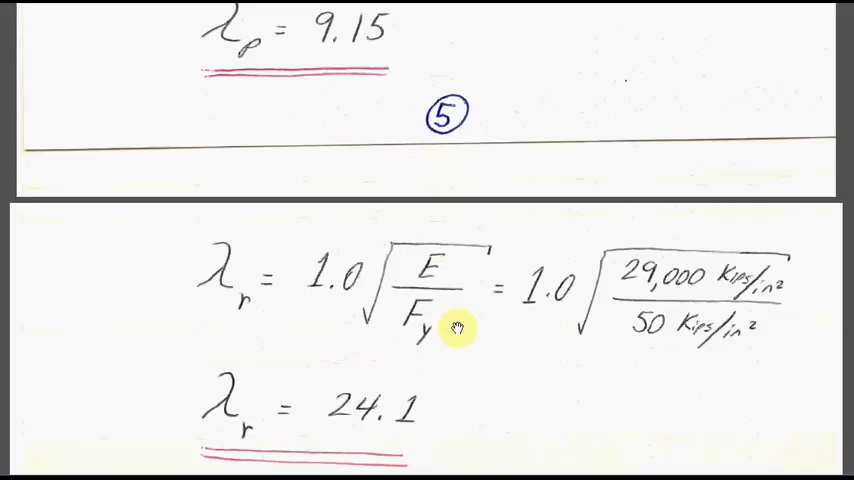 λp = 9.15
5
λr = 1.0 √(E / Fy) = 1.0 √(29,000 Kips/in² / 50 Kips/in²)
λr = 24.1